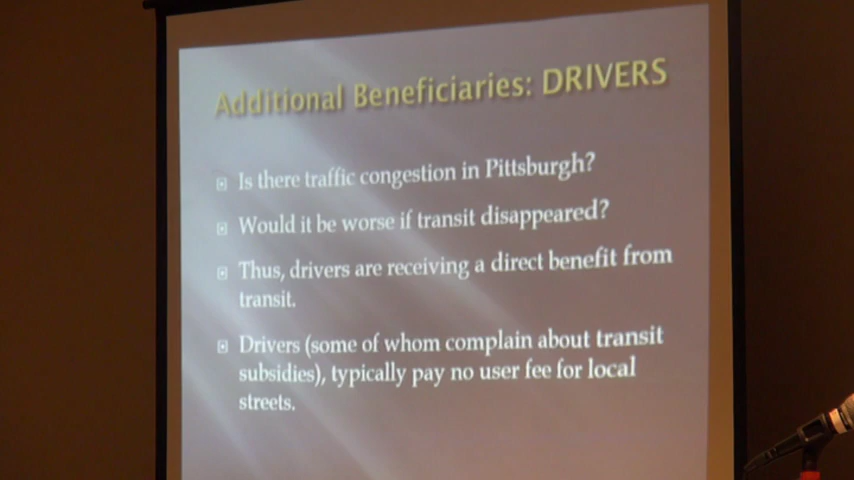 Additional Beneficiaries: DRIVERS
Is there traffic congestion in Pittsburgh?
Would it be worse if transit disappeared?
Thus, drivers are receiving a direct benefit from
transit.
Drivers (some of whom complain about transit
subsidies), typically pay no user fee for local
streets.